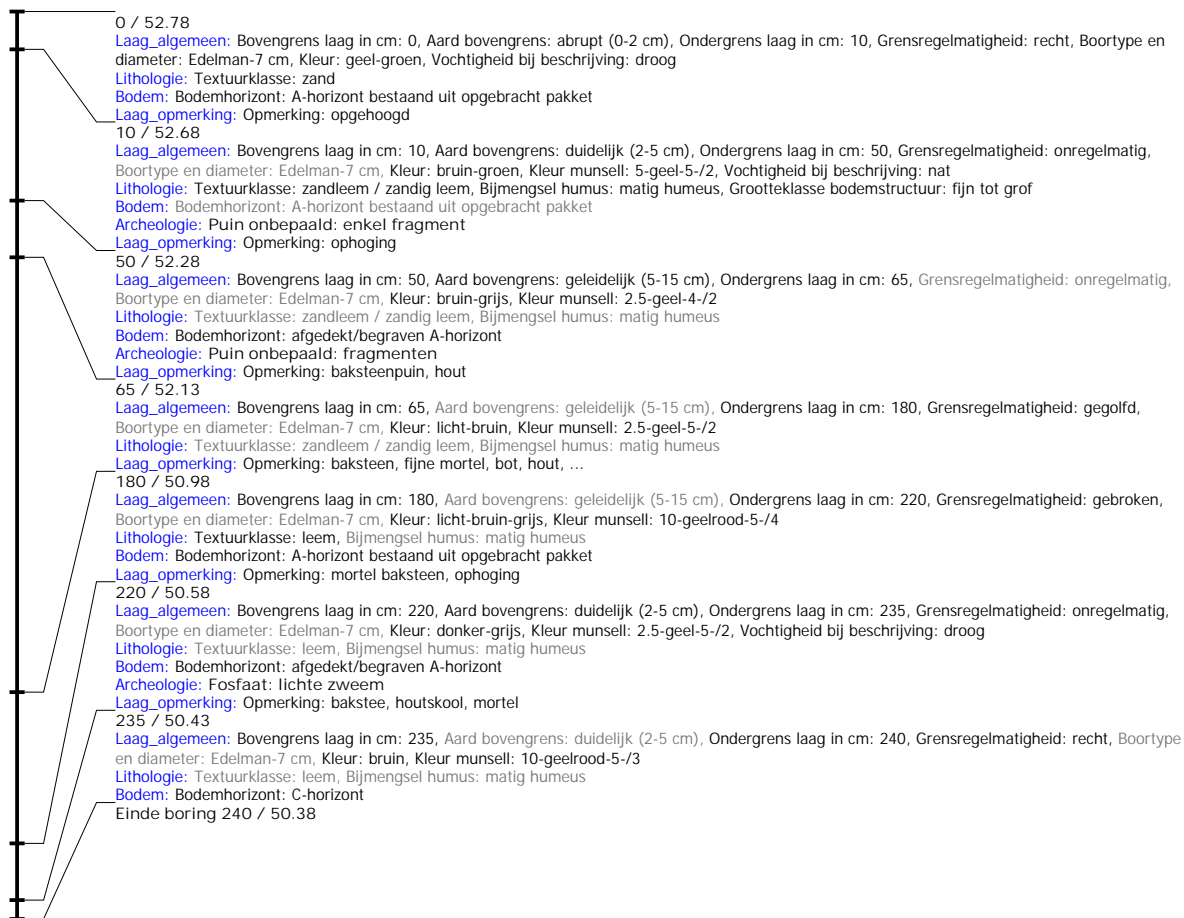 0 / 52.78
Laag_algemeen: Bovengrens laag in cm: 0, Aard bovengrens: abrupt (0-2 cm), Ondergrens laag in cm: 10, Grensregelmatigheid: recht, Boortype en
diameter: Edelman-7 cm, Kleur: geel-groen, Vochtigheid bij beschrijving: droog
Lithologie: Textuurklasse: zand
Bodem: Bodemhorizont: A-horizont bestaand uit opgebracht pakket
Laag_opmerking: Opmerking: opgehoogd
10 / 52.68
Laag_algemeen: Bovengrens laag in cm: 10, Aard bovengrens: duidelijk (2-5 cm), Ondergrens laag in cm: 50, Grensregelmatigheid: onregelmatig,
Boortype en diameter: Edelman-7 cm, Kleur: bruin-groen, Kleur munsell: 5-geel-5-/2, Vochtigheid bij beschrijving: nat
Lithologie: Textuurklasse: zandleem / zandig leem, Bijmengsel humus: matig humeus, Grootteklasse bodemstructuur: fijn tot grof
Bodem: Bodemhorizont: A-horizont bestaand uit opgebracht pakket
Archeologie: Puin onbepaald: enkel fragment
Laag_opmerking: Opmerking: ophoging
50 / 52.28
Laag_algemeen: Bovengrens laag in cm: 50, Aard bovengrens: geleidelijk (5-15 cm), Ondergrens laag in cm: 65, Grensregelmatigheid: onregelmatig,
Boortype en diameter: Edelman-7 cm, Kleur: bruin-grijs, Kleur munsell: 2.5-geel-4-/2
Lithologie: Textuurklasse: zandleem / zandig leem, Bijmengsel humus: matig humeus
Bodem: Bodemhorizont: afgedekt/begraven A-horizont
Archeologie: Puin onbepaald: fragmenten
Laag_opmerking: Opmerking: baksteenpuin, hout
65 / 52.13
Laag_algemeen: Bovengrens laag in cm: 65, Aard bovengrens: geleidelijk (5-15 cm), Ondergrens laag in cm: 180, Grensregelmatigheid: gegolfd,
Boortype en diameter: Edelman-7 cm, Kleur: licht-bruin, Kleur munsell: 2.5-geel-5-/2
Lithologie: Textuurklasse: zandleem / zandig leem, Bijmengsel humus: matig humeus
Laag_opmerking: Opmerking: baksteen, fijne mortel, bot, hout, ...
180 / 50.98
Laag_algemeen: Bovengrens laag in cm: 180, Aard bovengrens: geleidelijk (5-15 cm), Ondergrens laag in cm: 220, Grensregelmatigheid: gebroken,
Boortype en diameter: Edelman-7 cm, Kleur: licht-bruin-grijs, Kleur munsell: 10-geelrood-5-/4
Lithologie: Textuurklasse: leem, Bijmengsel humus: matig humeus
Bodem: Bodemhorizont: A-horizont bestaand uit opgebracht pakket
Laag_opmerking: Opmerking: mortel baksteen, ophoging
220 / 50.58
Laag_algemeen: Bovengrens laag in cm: 220, Aard bovengrens: duidelijk (2-5 cm), Ondergrens laag in cm: 235, Grensregelmatigheid: onregelmatig,
Boortype en diameter: Edelman-7 cm, Kleur: donker-grijs, Kleur munsell: 2.5-geel-5-/2, Vochtigheid bij beschrijving: droog
Lithologie: Textuurklasse: leem, Bijmengsel humus: matig humeus
Bodem: Bodemhorizont: afgedekt/begraven A-horizont
Archeologie: Fosfaat: lichte zweem
Laag_opmerking: Opmerking: bakstee, houtskool, mortel
235 / 50.43
Laag_algemeen: Bovengrens laag in cm: 235, Aard bovengrens: duidelijk (2-5 cm), Ondergrens laag in cm: 240, Grensregelmatigheid: recht, Boortype
en diameter: Edelman-7 cm, Kleur: bruin, Kleur munsell: 10-geelrood-5-/3
Lithologie: Textuurklasse: leem, Bijmengsel humus: matig humeus
Bodem: Bodemhorizont: C-horizont
Einde boring 240 / 50.38